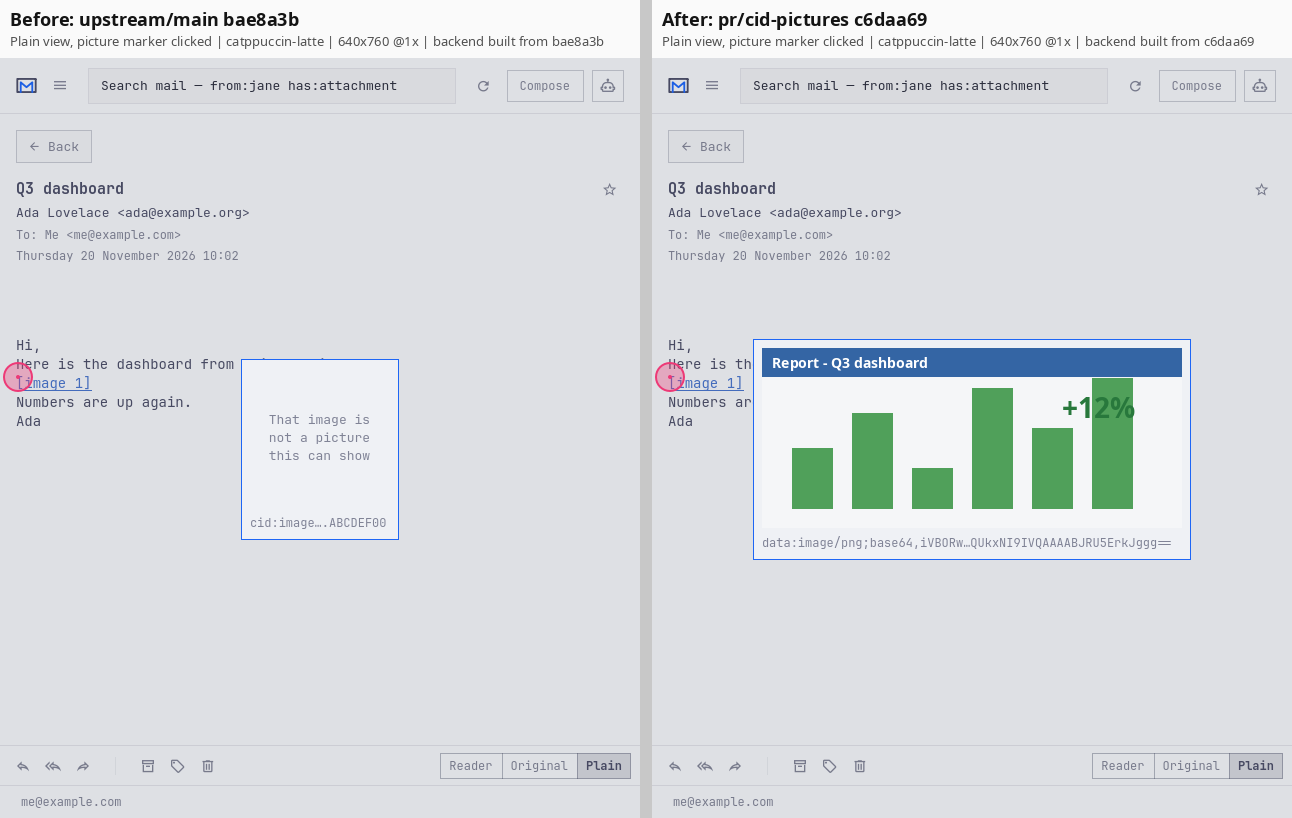 Before: upstream/main bae8a3b
Plain view, picture marker clicked | catppuccin-latte | 640x760 @1x | backend built from bae8a3b
Search mail — from:jane has:attachment
Compose
← Back
Q3 dashboard
Ada Lovelace <ada@example.org>
To: Me <me@example.com>
Thursday 20 November 2026 10:02
Hi,
Here is the dashboard from
[image 1]
Numbers are up again.
Ada
That image is
not a picture
this can show
cid:image….ABCDEF00
Reader
Original
Plain
me@example.com
After: pr/cid-pictures c6daa69
Plain view, picture marker clicked | catppuccin-latte | 640x760 @1x | backend built from c6daa69
Search mail — from:jane has:attachment
Compose
← Back
Q3 dashboard
Ada Lovelace <ada@example.org>
To: Me <me@example.com>
Thursday 20 November 2026 10:02
Hi,
Here is th
[image 1]
Numbers ar
Ada
Report - Q3 dashboard
+12%
data:image/png;base64,iVBORw…QUkxNI9IVQAAAABJRU5ErkJggg==
Reader
Original
Plain
me@example.com